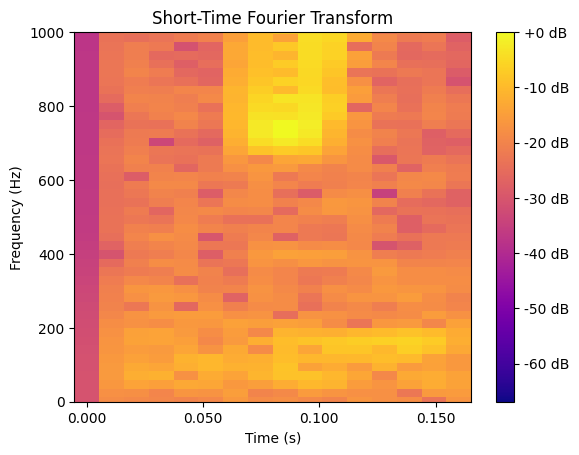 Short-Time Fourier Transform
1000
800
600
400
200
0
Frequency (Hz)
0.000
0.050
0.100
0.150
Time (s)
+0 dB
-10 dB
-20 dB
-30 dB
-40 dB
-50 dB
-60 dB